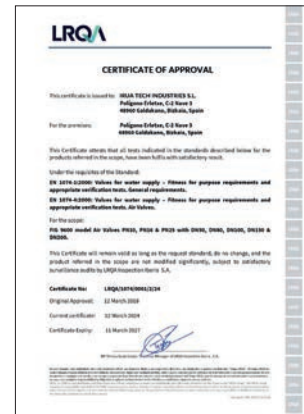 LRQA
CERTIFICATE OF APPROVAL
This certificate is issued to: IRUA TECH INDUSTRIES S.L.
Polígono Erletxe, C-2 Nave 5
48960 Galdakano, Bizkaia, Spain
For the premises: Polígono Erletxe, C-2 Nave 5
48960 Galdakano, Bizkaia, Spain
This Certificate attests that all tests indicated in the standards described below for the
products referred in the scope, have been fulfils with satisfactory result.
Under the requisites of the Standard:
EN 1074-1:2000: Valves for water supply – Fitness for purpose requirements and
appropriate verification tests. General requirements.
EN 1074-4:2000: Valves for water supply – Fitness for purpose requirements and
appropriate verification tests. Air Valves.
For the scope:
FIG 9600 model Air Valves PN10, PN16 & PN25 with DN50, DN80, DN100, DN150 &
DN200.
This Certificate will remain valid as long as the request standard, do no change, and the
product referred in the scope are not modified significantly, subject to satisfactory
surveillance audits by LRQA Inspection Iberia S.A.
Certificate No: LRQA/1074/0001/2/24
Original Approval: 12 March 2018
Current certificate: 12 March 2024
Certificate Expiry: 11 March 2027